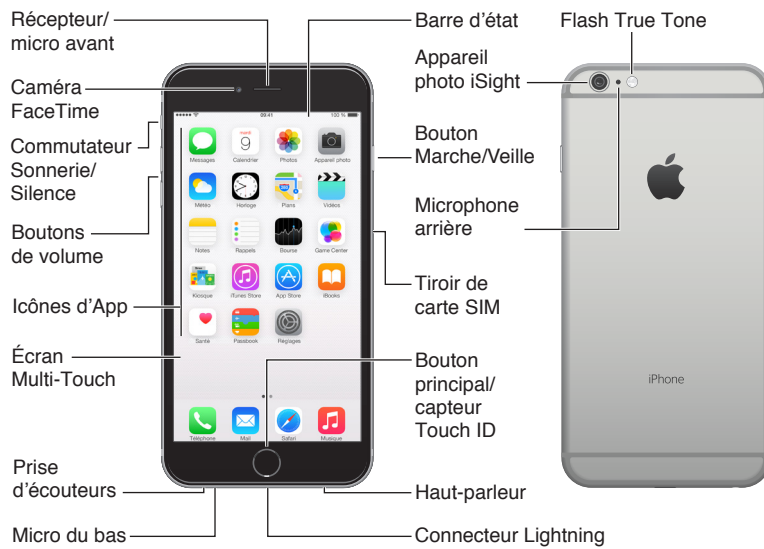 Récepteur/
micro avant
Caméra
FaceTime
Commutateur
Sonnerie/
Silence
Boutons
de volume
Icônes d'App
Écran
Multi-Touch
Prise
d'écouteurs
Micro du bas
09:41
100 %
mardi
9
Messages
Calendrier
Photos
Appareil photo
Météo
Horloge
Plans
Vidéos
Notes
Rappels
Bourse
Game Center
Kiosque
iTunes Store
App Store
iBooks
Santé
Passbook
Réglages
Téléphone
Mail
Safari
Musique
Barre d'état
Appareil
photo iSight
Bouton
Marche/Veille
Microphone
arrière
Tiroir de
carte SIM
Bouton
principal/
capteur
Touch ID
Haut-parleur
Connecteur Lightning
Flash True Tone
iPhone